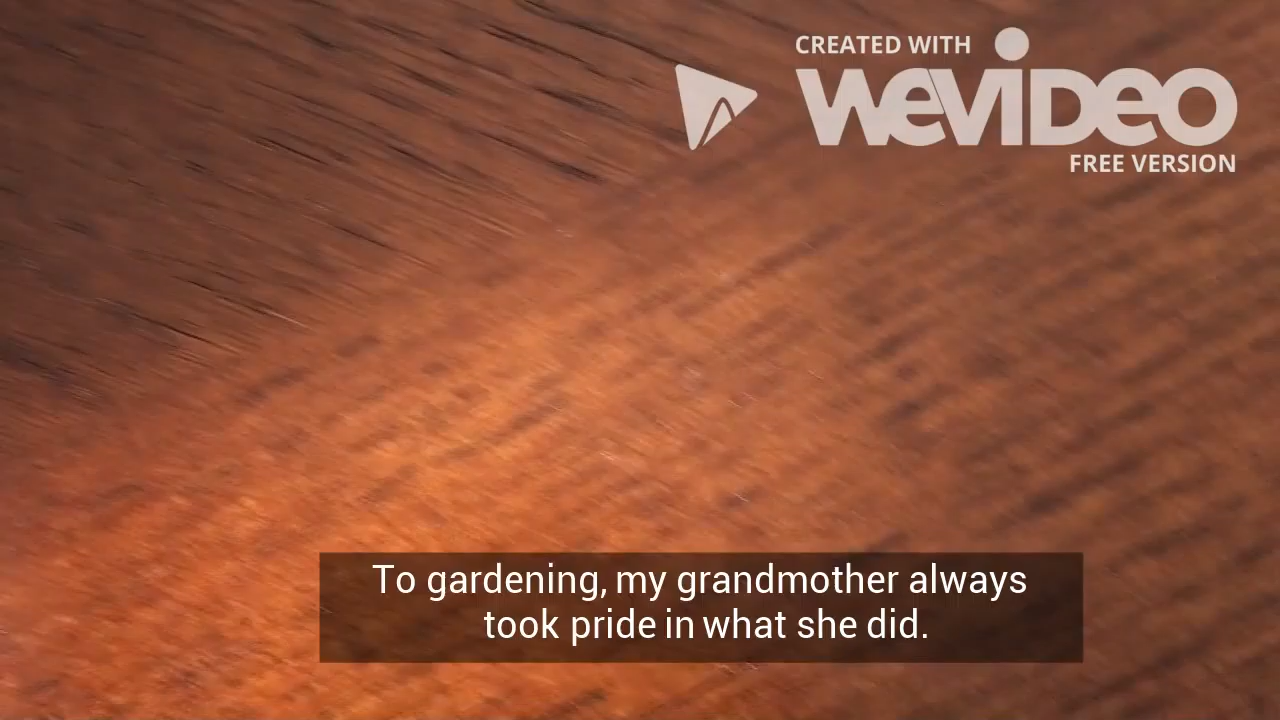 CREATED WITH
WEVIDEO
FREE VERSION
To gardening, my grandmother always
took pride in what she did.